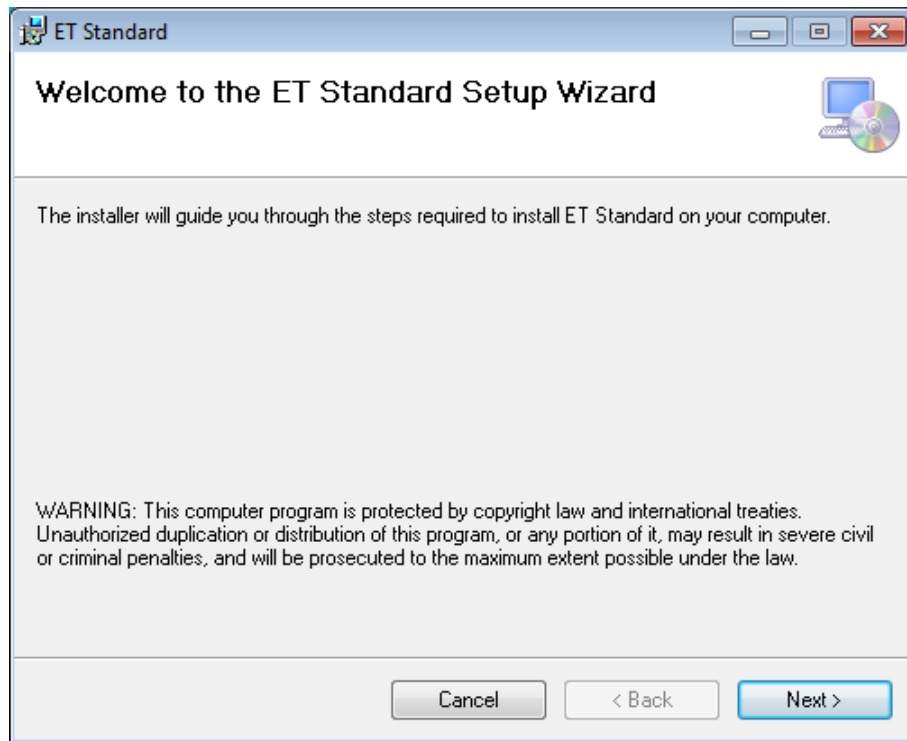 ET Standard
Welcome to the ET Standard Setup Wizard
The installer will guide you through the steps required to install ET Standard on your computer.
WARNING: This computer program is protected by copyright law and international treaties.
Unauthorized duplication or distribution of this program, or any portion of it, may result in severe civil
or criminal penalties, and will be prosecuted to the maximum extent possible under the law.
Cancel
< Back
Next >